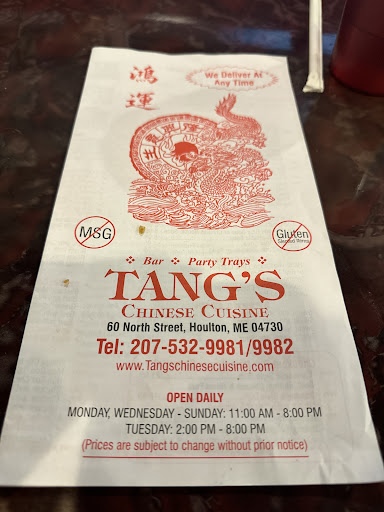 We Deliver At
Any Time
鴻
運
MSG
Gluten
❖ Bar ❖ Party Trays ❖
TANG'S
CHINESE CUISINE
60 North Street, Houlton, ME 04730
Tel: 207-532-9981/9982
www.Tangschinesecuisine.com
OPEN DAILY
MONDAY, WEDNESDAY - SUNDAY: 11:00 AM - 8:00 PM
TUESDAY: 2:00 PM - 8:00 PM
(Prices are subject to change without prior notice)